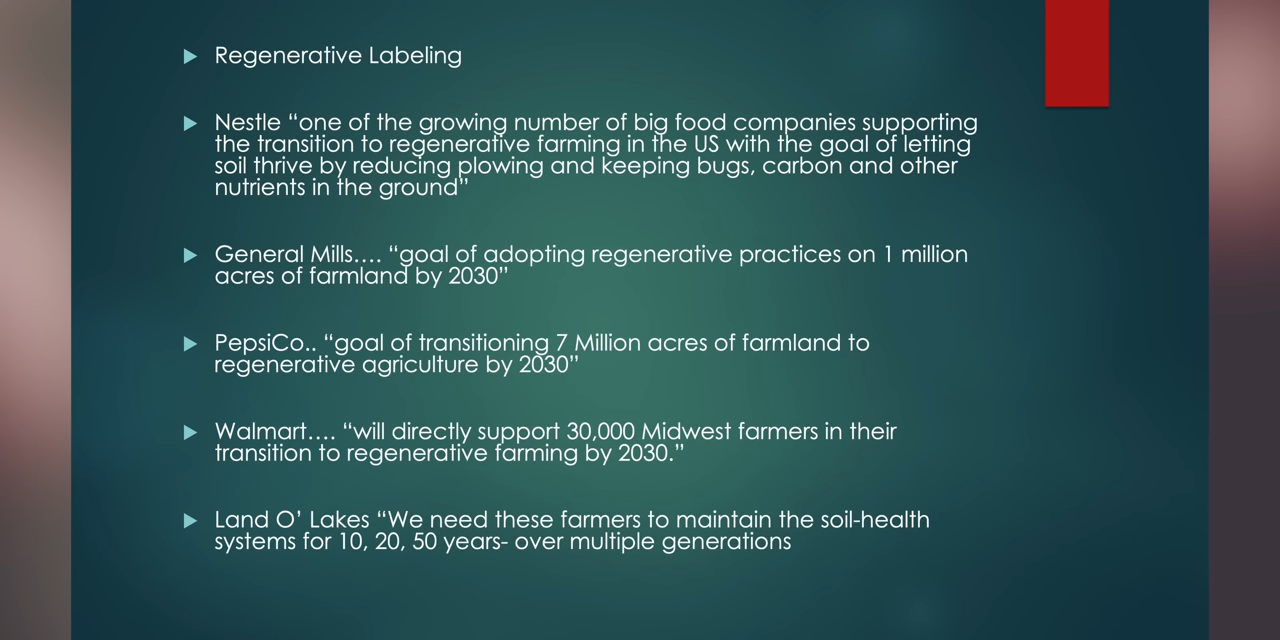 Regenerative Labeling
Nestle “one of the growing number of big food companies supporting
the transition to regenerative farming in the US with the goal of letting
soil thrive by reducing plowing and keeping bugs, carbon and other
nutrients in the ground”
General Mills…. “goal of adopting regenerative practices on 1 million
acres of farmland by 2030”
PepsiCo.. “goal of transitioning 7 Million acres of farmland to
regenerative agriculture by 2030”
Walmart…. “will directly support 30,000 Midwest farmers in their
transition to regenerative farming by 2030.”
Land O’ Lakes “We need these farmers to maintain the soil-health
systems for 10, 20, 50 years- over multiple generations